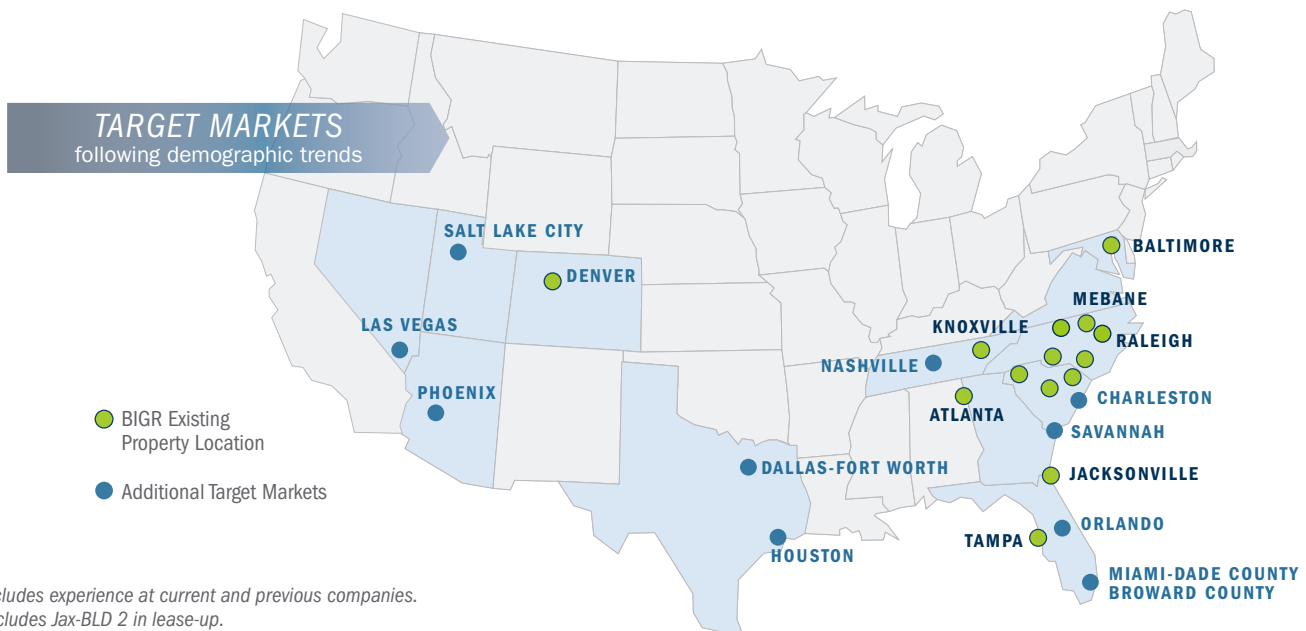 TARGET MARKETS
following demographic trends
SALT LAKE CITY
DENVER
LAS VEGAS
PHOENIX
BALTIMORE
MEBANE
KNOXVILLE
RALEIGH
NASHVILLE
CHARLESTON
ATLANTA
SAVANNAH
DALLAS-FORT WORTH
JACKSONVILLE
ORLANDO
TAMPA
HOUSTON
MIAMI-DADE COUNTY
BROWARD COUNTY
BIGR Existing
Property Location
Additional Target Markets
cludes experience at current and previous companies.
cludes Jax-BLD 2 in lease-up.